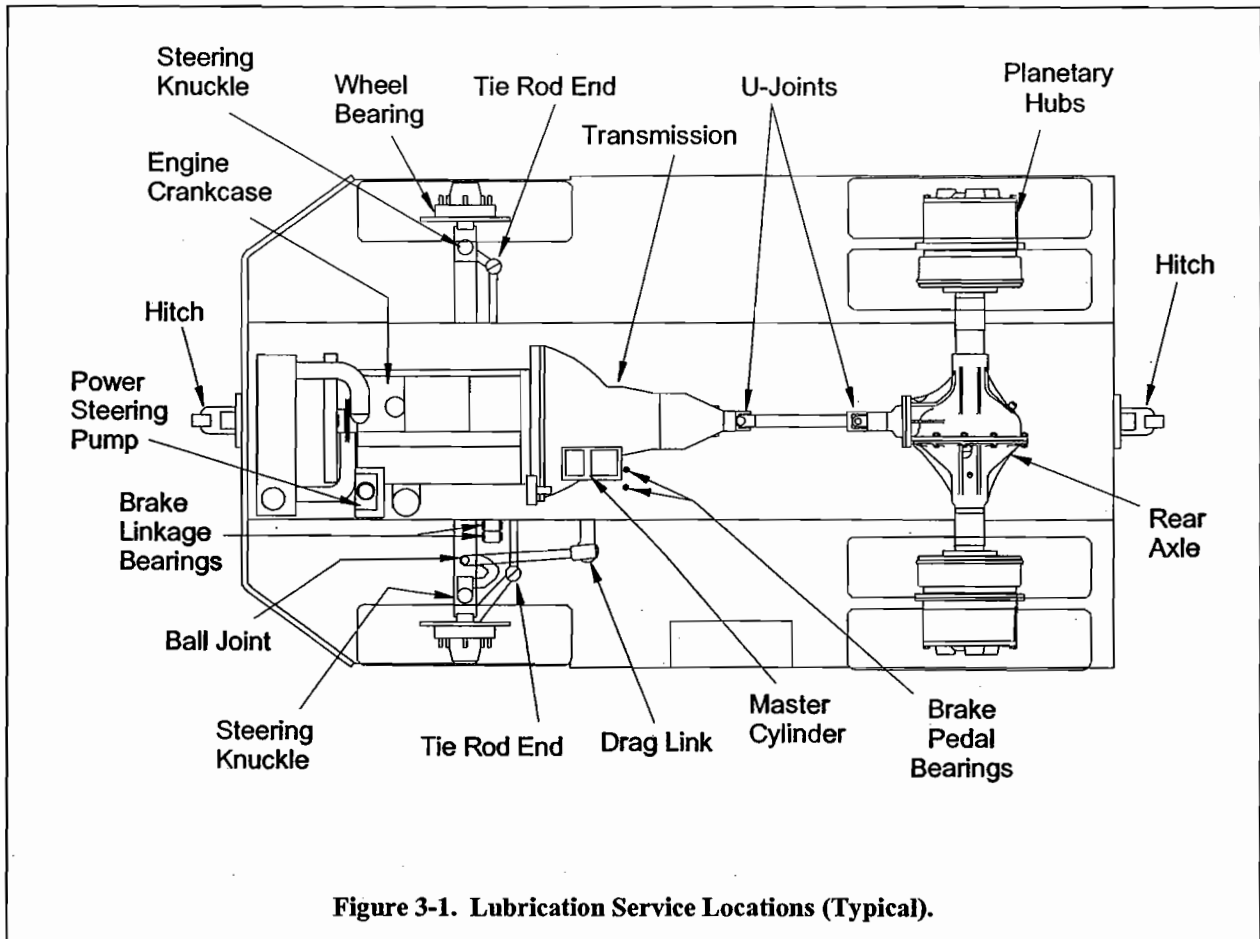 Steering
Knuckle
Wheel
Bearing
Tie Rod End
U-Joints
Planetary
Hubs
Transmission
Engine
Crankcase
Hitch
Hitch
Power
Steering
Pump
Brake
Linkage
Bearings
Rear
Axle
Ball Joint
Steering
Knuckle
Tie Rod End
Drag Link
Master
Cylinder
Brake
Pedal
Bearings
Figure 3-1. Lubrication Service Locations (Typical).